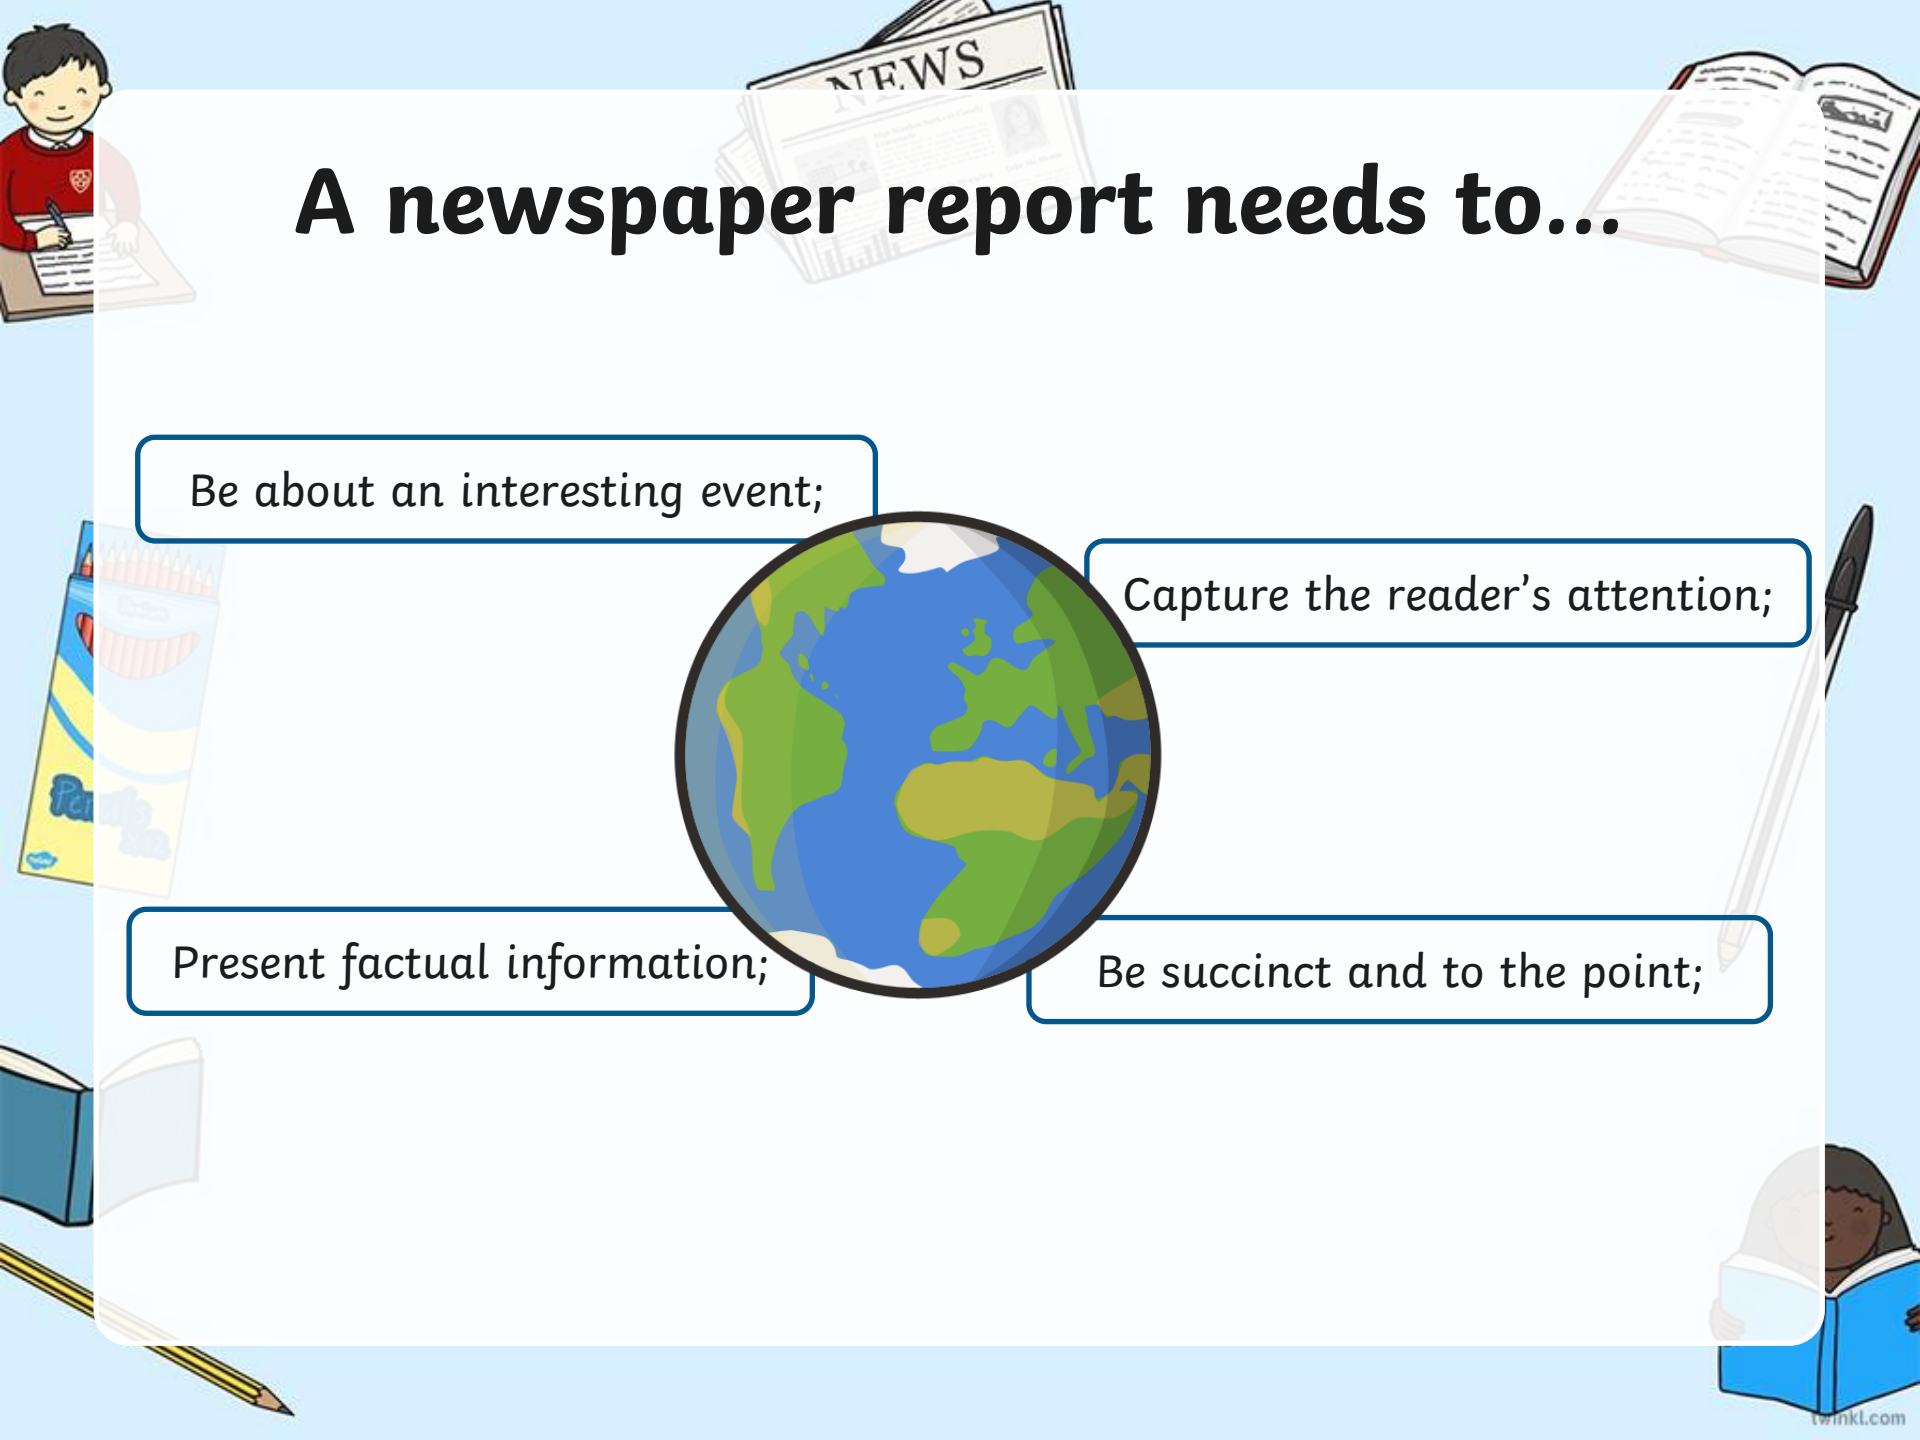 NEWS
A newspaper report needs to...
Be about an interesting event;
Capture the reader's attention;
Present factual information;
Be succinct and to the point;
twinkl.com